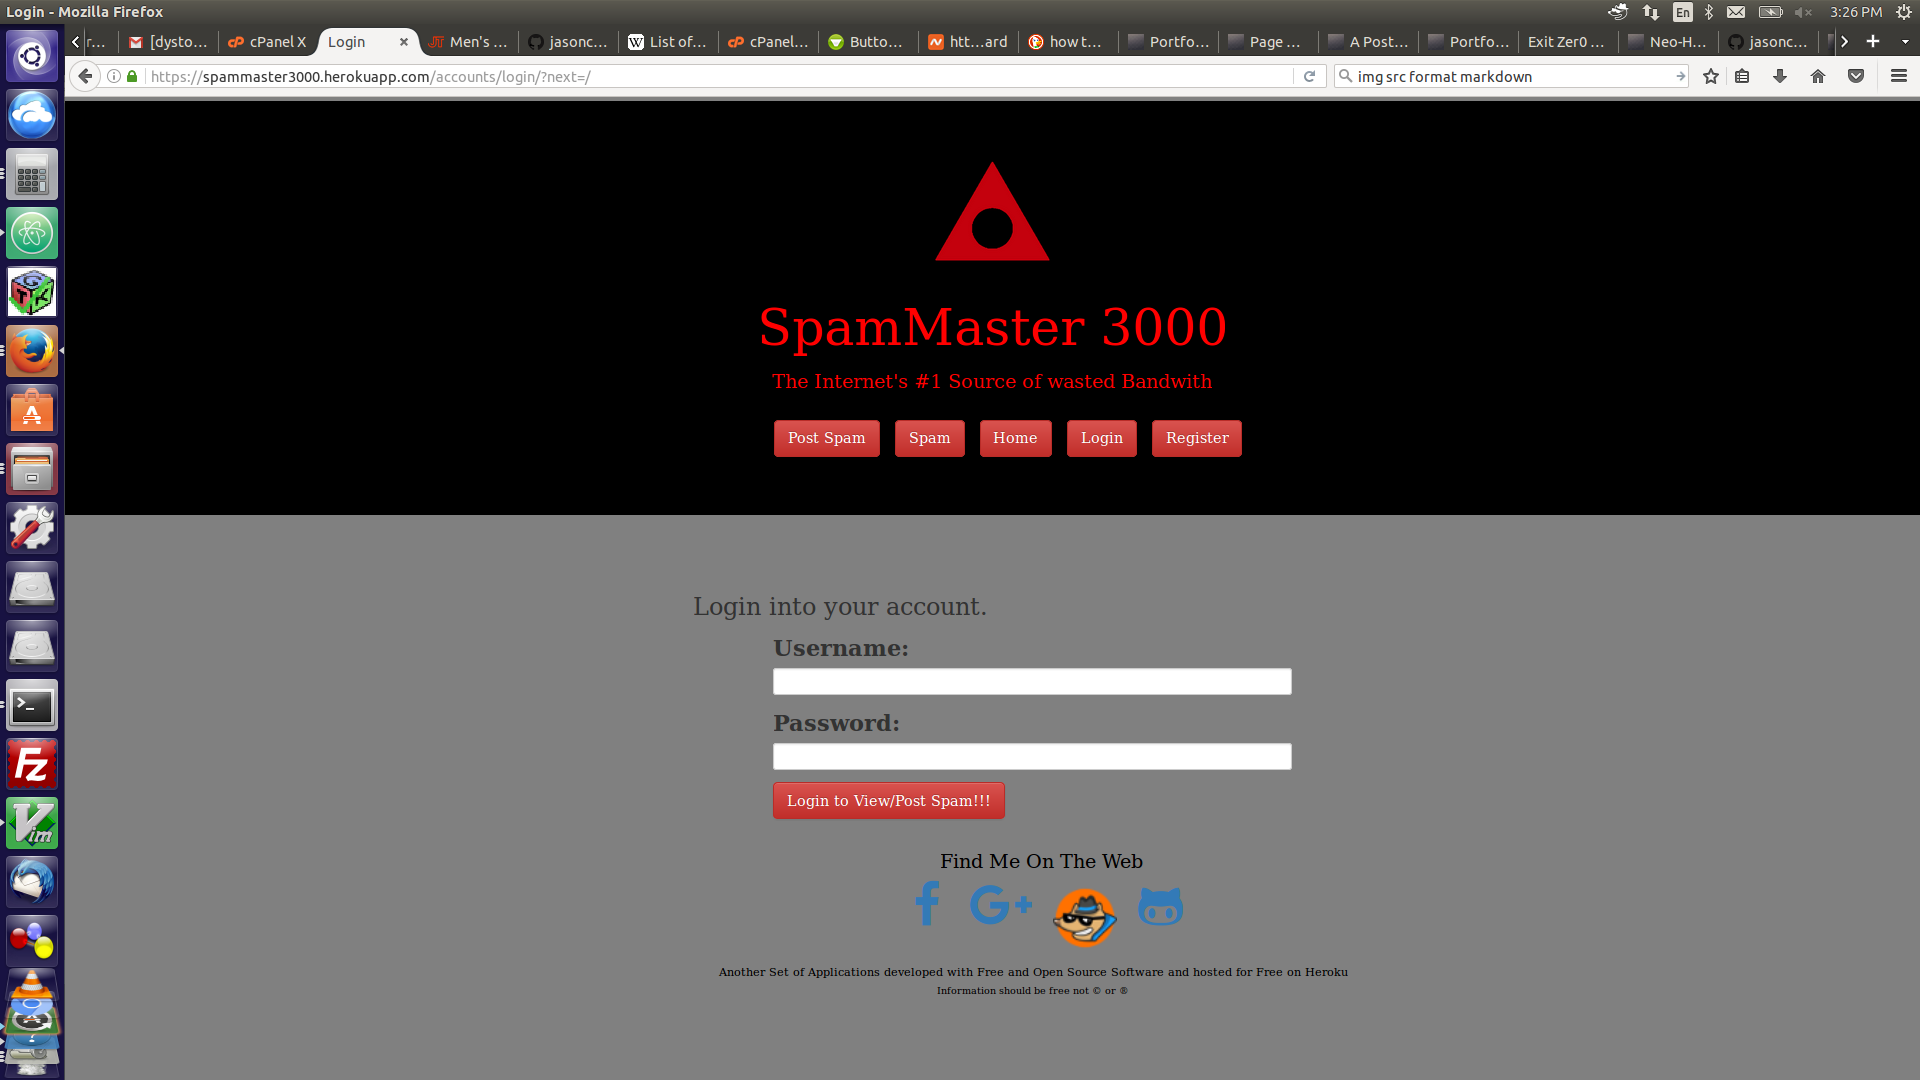 Login - Mozilla Firefox
En
3:26 PM
r...
[dysto...
cPanel X
Login
Men's ...
jasonc...
List of...
cPanel...
Butto...
htt...ard
how t...
Portfo...
Page ...
A Post...
Portfo...
Exit Zer0 ...
Neo-H...
jasonc...
https://spammaster3000.herokuapp.com/accounts/login/?next=/
img src format markdown
SpamMaster 3000
The Internet's #1 Source of wasted Bandwith
Post Spam
Spam
Home
Login
Register
Login into your account.
Username:
Password:
Login to View/Post Spam!!!
Find Me On The Web
Another Set of Applications developed with Free and Open Source Software and hosted for Free on Heroku
Information should be free not © or ®